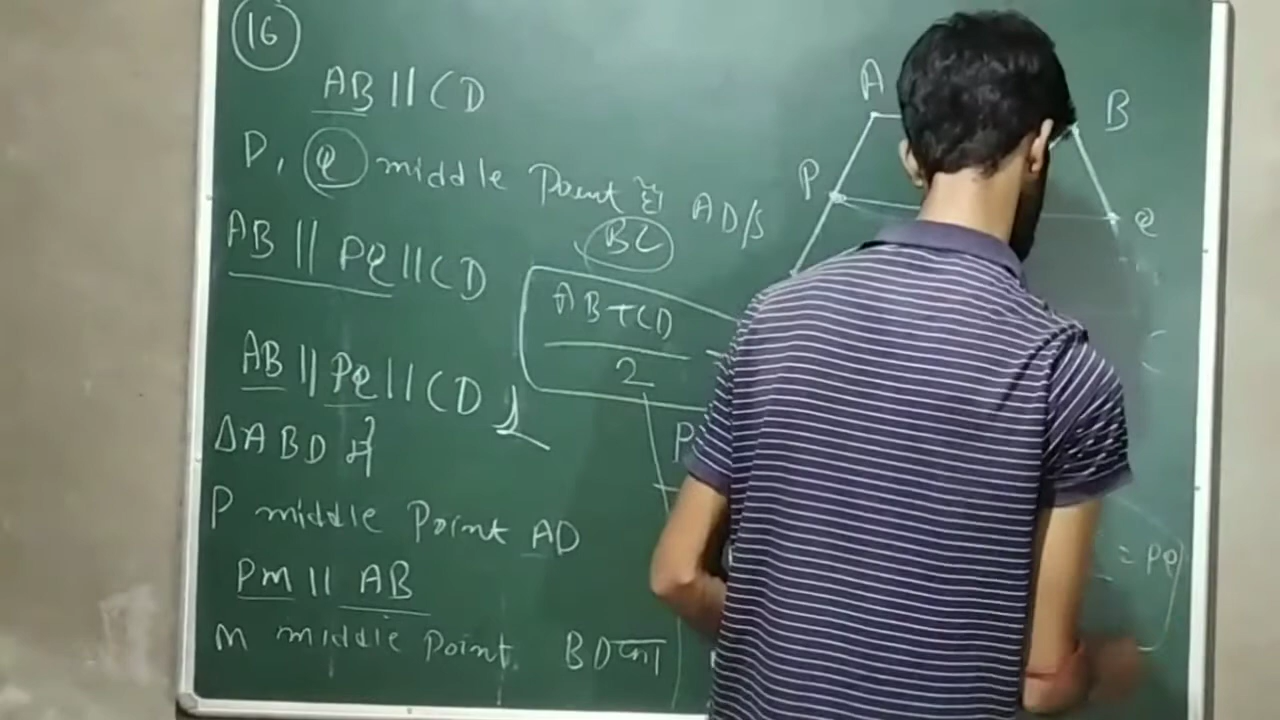 16
AB || CD
P, Q middle Point है AD/s
BC
AB || PQ || CD
AB + CD
2
AB || PQ || CD
ΔABD में
P middle Point AD
PM || AB
M middle Point. BD का
A
B
P
Q
P
= PQ